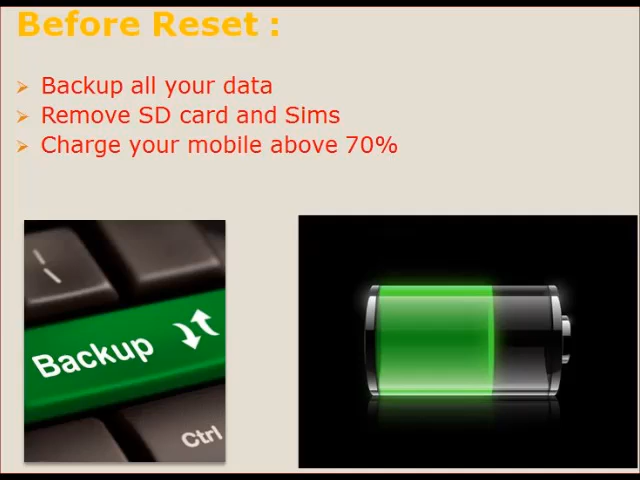 Before Reset :
Backup all your data
Remove SD card and Sims
Charge your mobile above 70%
Backup
Ctrl